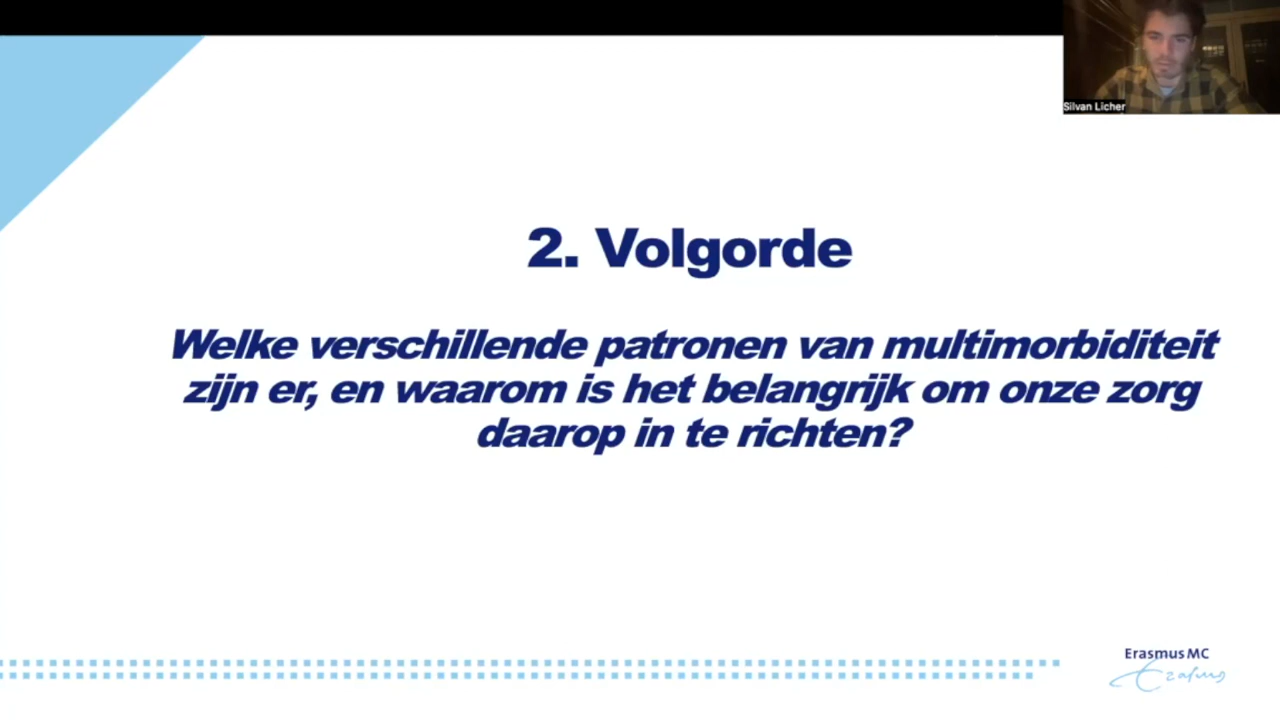 Silvan Licher
2. Volgorde
Welke verschillende patronen van multimorbiditeit
zijn er, en waarom is het belangrijk om onze zorg
daarop in te richten?
Erasmus MC
Erasmus